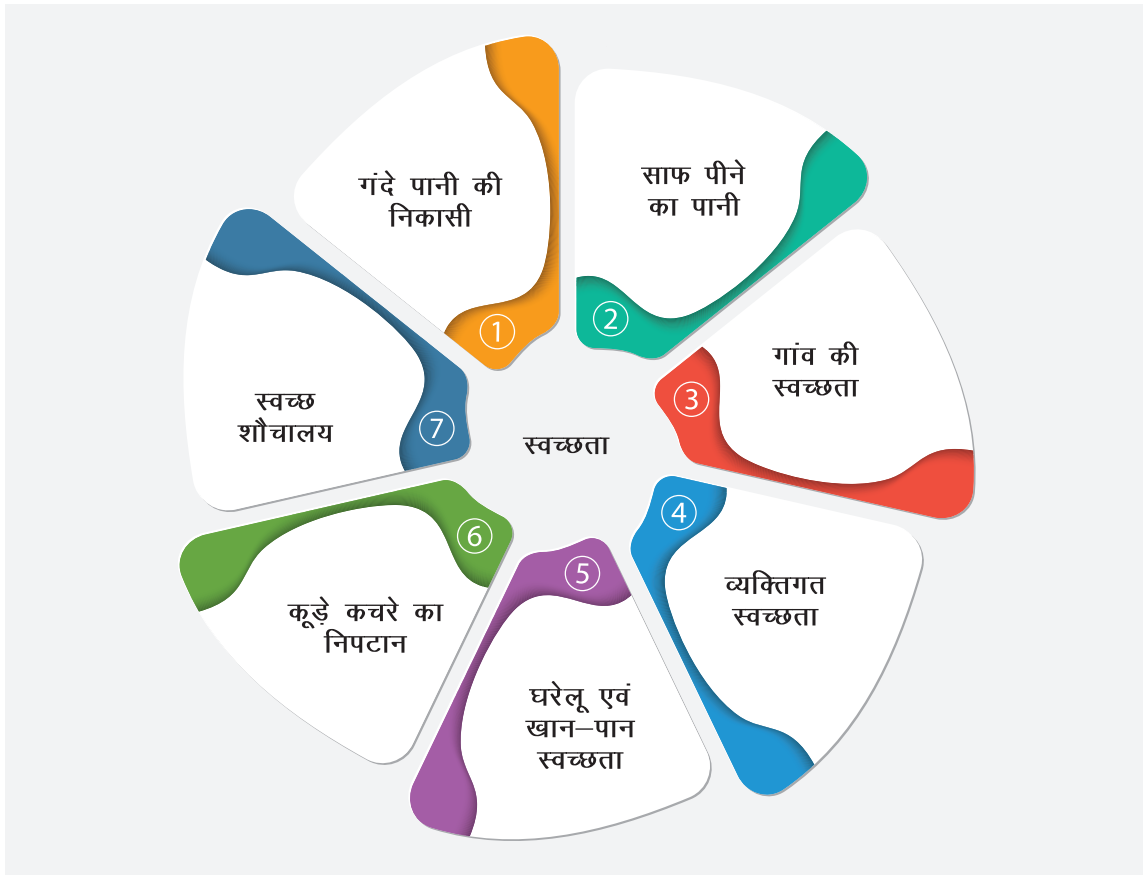 गंदे पानी की
निकासी
1
साफ पीने
का पानी
2
गांव की
स्वच्छता
3
व्यक्तिगत
स्वच्छता
4
घरेलू एवं
खान–पान
स्वच्छता
5
कूड़े कचरे का
निपटान
6
स्वच्छ
शौचालय
7
स्वच्छता